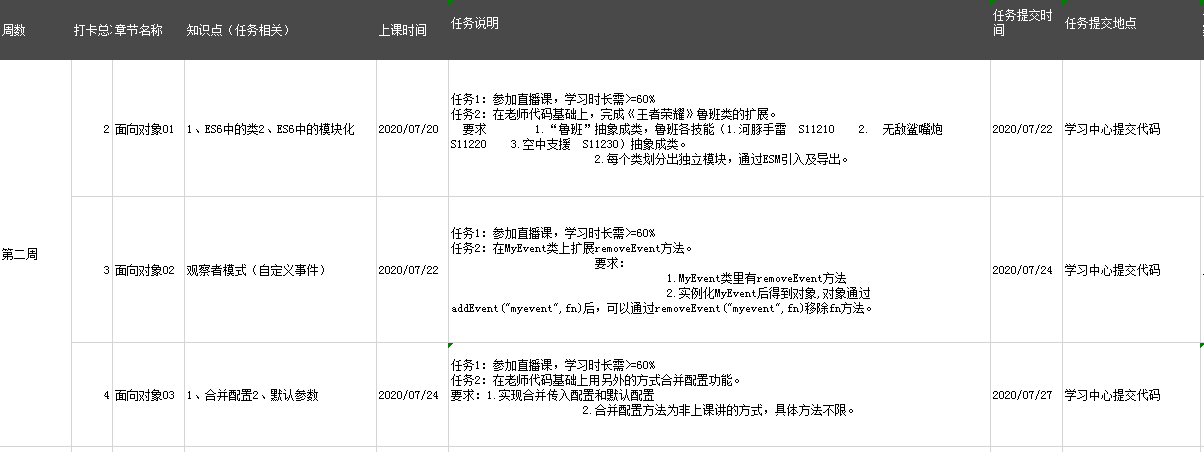 周数 打卡总 章节名称 知识点（任务相关） 上课时间 任务说明 任务提交时间 任务提交地点
第二周
2 面向对象01 1、ES6中的类2、ES6中的模块化 2020/07/20
任务1：参加直播课，学习时长需>=60%
任务2：在老师代码基础上，完成《王者荣耀》鲁班类的扩展。
要求 1.“鲁班”抽象成类，鲁班各技能（1.河豚手雷 S11210 2. 无敌鲨嘴炮
S11220 3.空中支援 S11230）抽象成类。
2.每个类划分出独立模块，通过ESM引入及导出。
2020/07/22 学习中心提交代码
3 面向对象02 观察者模式（自定义事件） 2020/07/22
任务1：参加直播课，学习时长需>=60%
任务2：在MyEvent类上扩展removeEvent方法。
要求：
1.MyEvent类里有removeEvent方法
2.实例化MyEvent后得到对象,对象通过
addEvent("myevent",fn)后，可以通过removeEvent("myevent",fn)移除fn方法。
2020/07/24 学习中心提交代码
4 面向对象03 1、合并配置2、默认参数 2020/07/24
任务1：参加直播课，学习时长需>=60%
任务2：在老师代码基础上用另外的方式合并配置功能。
要求：1.实现合并传入配置和默认配置
2.合并配置方法为非上课讲的方式，具体方法不限。
2020/07/27 学习中心提交代码